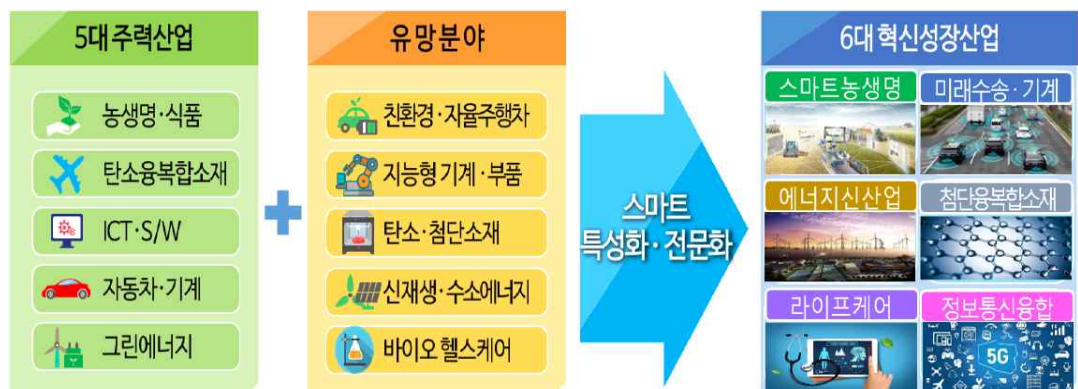 5대 주력산업
농생명·식품
탄소융복합소재
ICT·S/W
자동차·기계
그린에너지
유망분야
친환경·자율주행차
지능형 기계·부품
탄소·첨단소재
신재생·수소에너지
바이오 헬스케어
스마트
특성화·전문화
6대 혁신성장산업
스마트농생명
미래수송·기계
에너지신산업
첨단융복합소재
라이프케어
정보통신융합
5G